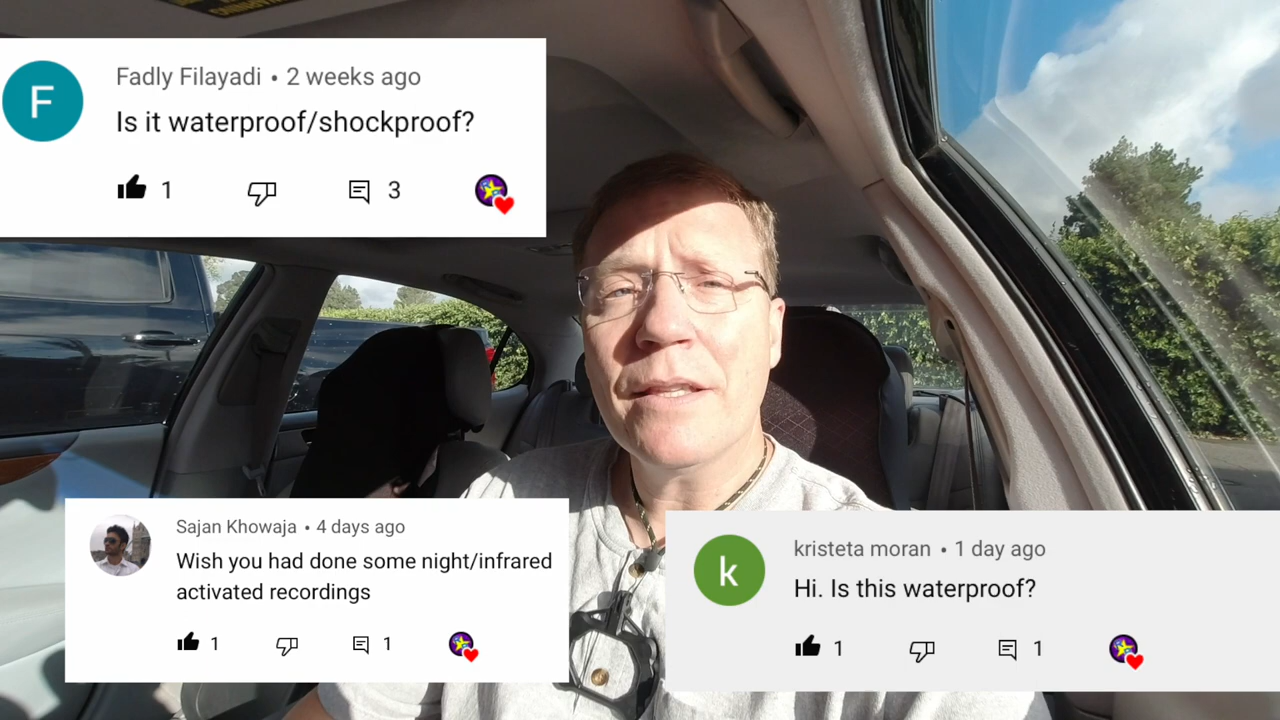 Fadly Filayadi • 2 weeks ago
Is it waterproof/shockproof?
1
3
Sajan Khowaja • 4 days ago
Wish you had done some night/infrared
activated recordings
1
1
kristeta moran • 1 day ago
Hi. Is this waterproof?
1
1
F
k